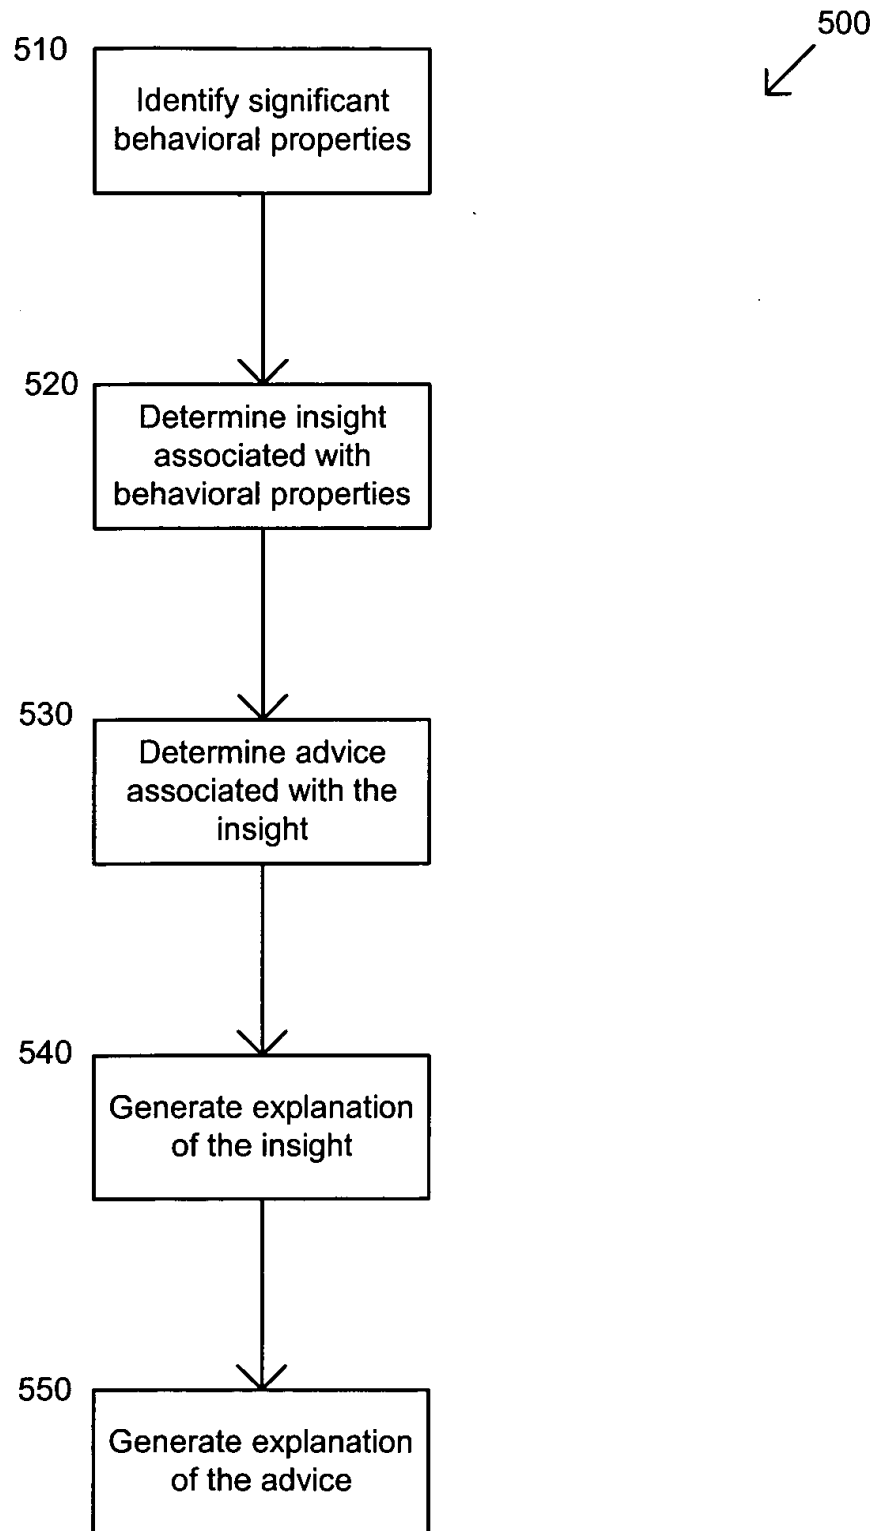 500
510
Identify significant
behavioral properties
520
Determine insight
associated with
behavioral properties
530
Determine advice
associated with the
insight
540
Generate explanation
of the insight
550
Generate explanation
of the advice